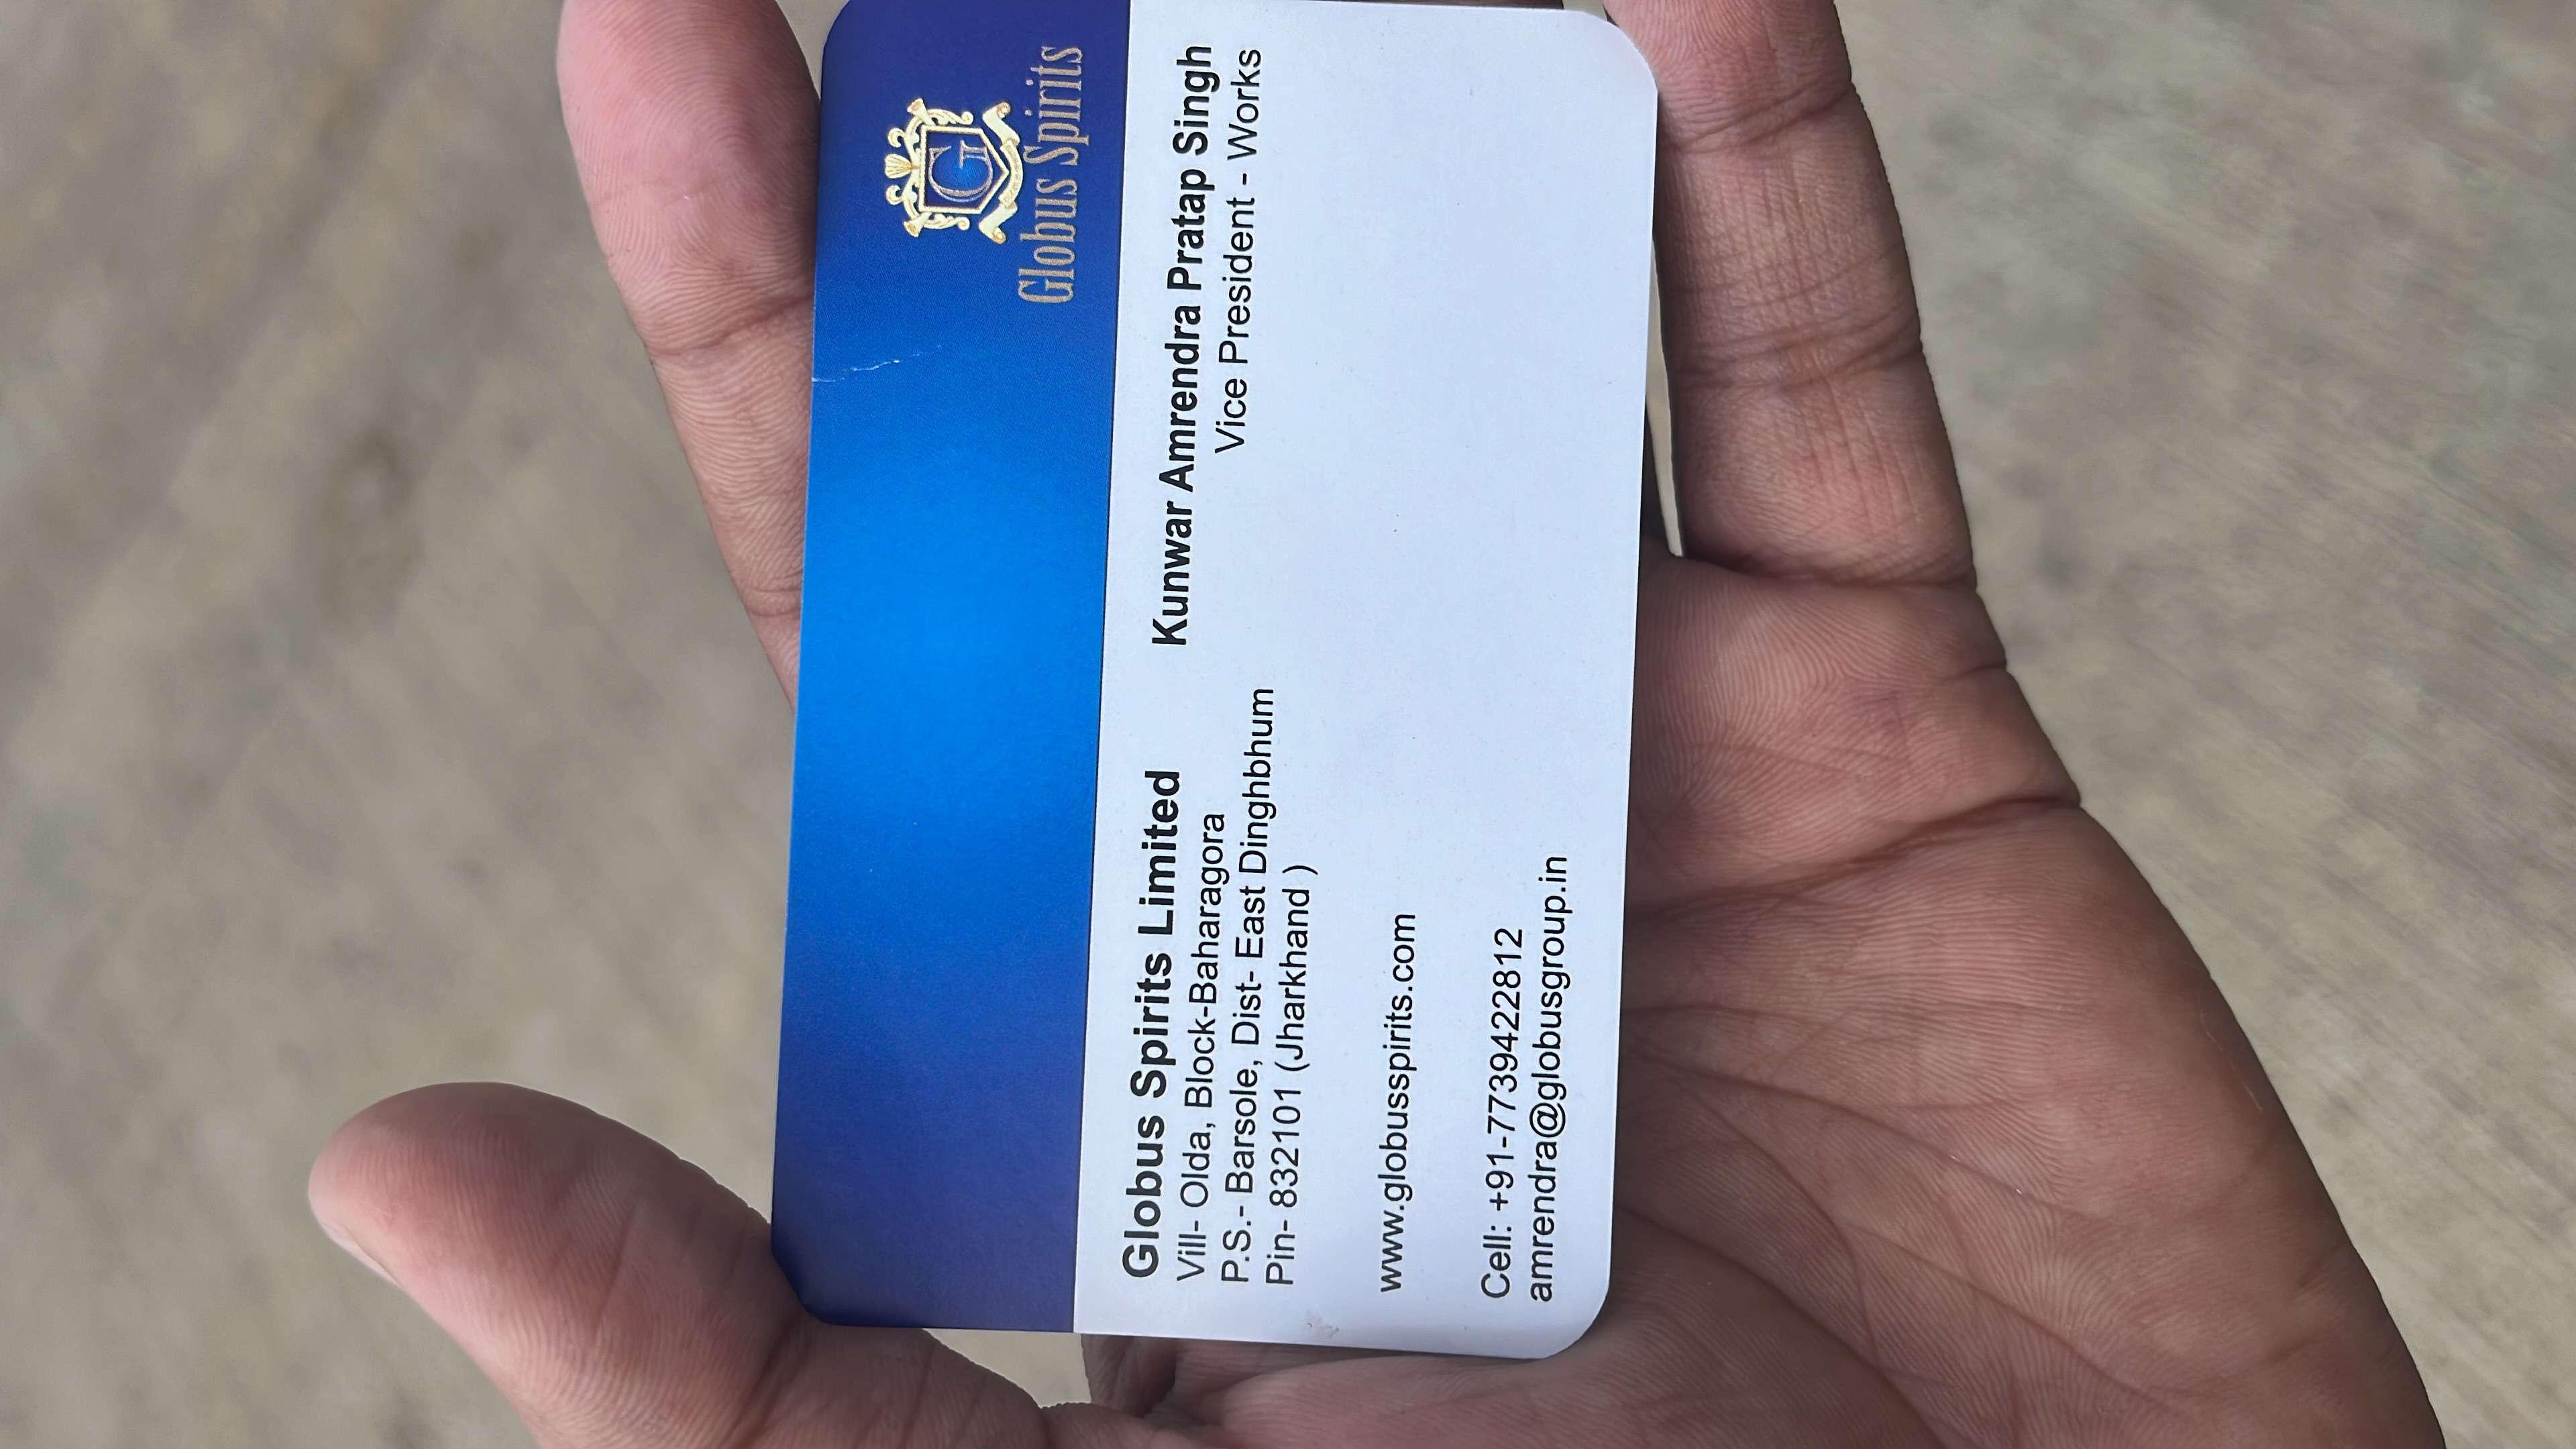 Globus Spirits
Kunwar Amrendra Pratap Singh
Vice President - Works
Globus Spirits Limited
Vill- Olda, Block-Baharagora
P.S.- Barsole, Dist- East Dinghbhum
Pin- 832101 (Jharkhand )
www.globusspirits.com
Cell: +91-7739422812
amrendra@globusgroup.in